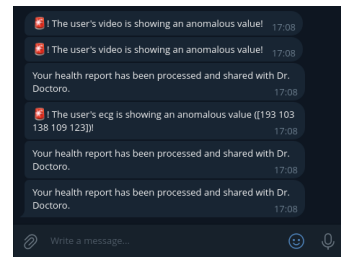 🚨! The user's video is showing an anomalous value! 17:08
🚨! The user's video is showing an anomalous value! 17:08
Your health report has been processed and shared with Dr.
Doctoro.
17:08
🚨! The user's ecg is showing an anomalous value ([193 103
138 109 123])!
17:08
Your health report has been processed and shared with Dr.
Doctoro.
17:08
Your health report has been processed and shared with Dr.
Doctoro.
17:08
Write a message...